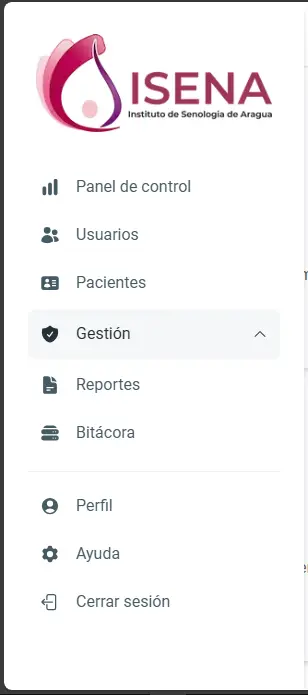 ISENA
Instituto de Senología de Aragua
Panel de control
Usuarios
Pacientes
Gestión
Reportes
Bitácora
Perfil
Ayuda
Cerrar sesión